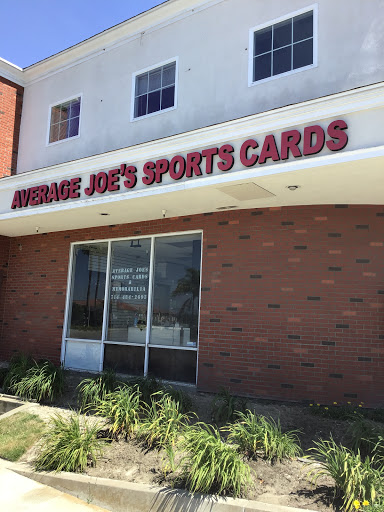 AVERAGE JOE'S SPORTS CARDS
AVERAGE JOES
SPORTS CARDS
&
MEMORABILIA